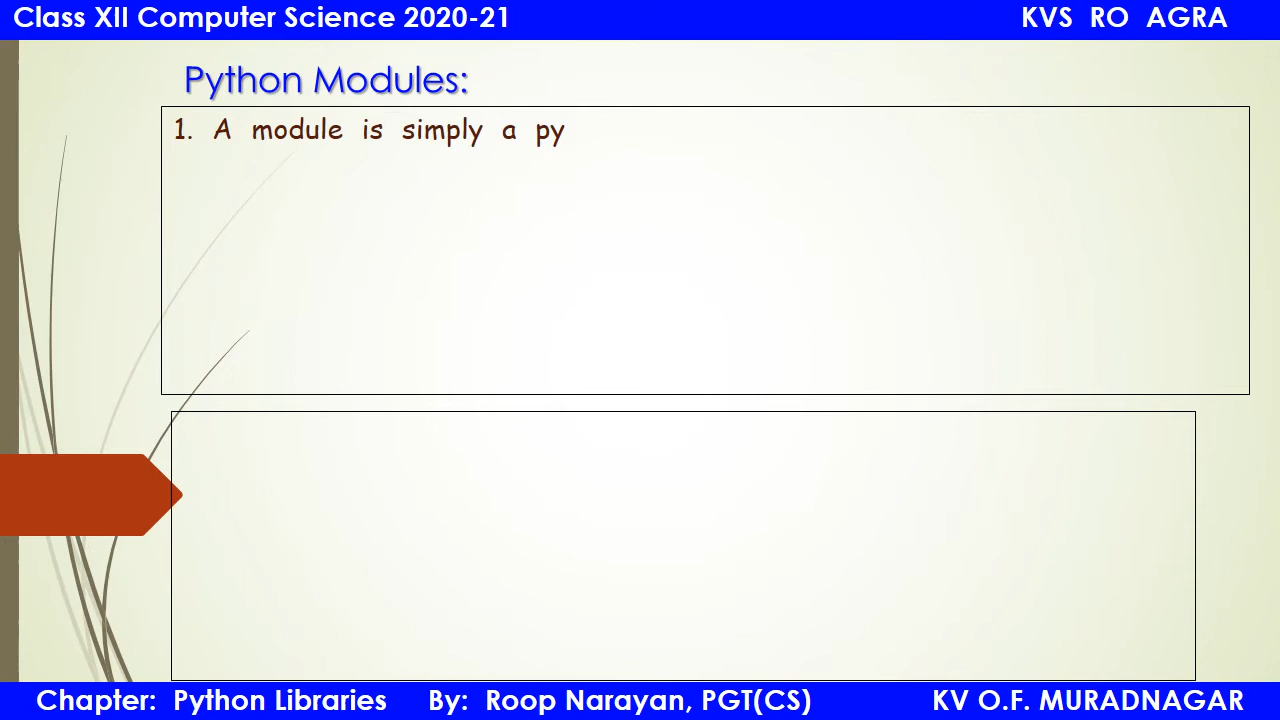 Class XII Computer Science 2020-21 KVS RO AGRA
Python Modules:
1. A module is simply a py
Chapter: Python Libraries By: Roop Narayan, PGT(CS) KV O.F. MURADNAGAR